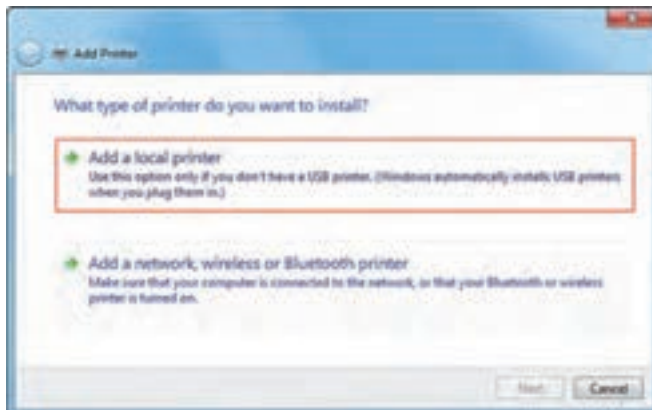 Add Printer
What type of printer do you want to install?
Add a local printer
Use this option only if you don't have a USB printer. (Windows automatically installs USB printers
when you plug them in.)
Add a network, wireless or Bluetooth printer
Make sure that your computer is connected to the network, or that your Bluetooth or wireless
printer is turned on.
Next
Cancel